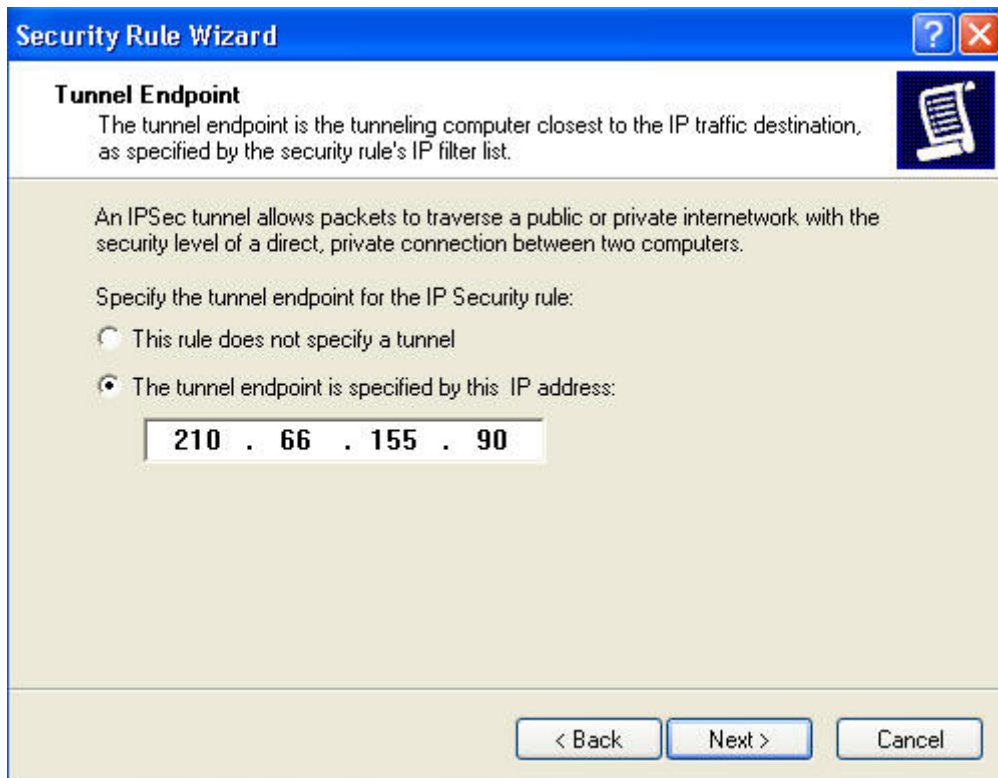 Security Rule Wizard
?
Tunnel Endpoint
The tunnel endpoint is the tunneling computer closest to the IP traffic destination,
as specified by the security rule's IP filter list.
An IPSec tunnel allows packets to traverse a public or private internetwork with the
security level of a direct, private connection between two computers.
Specify the tunnel endpoint for the IP Security rule:
This rule does not specify a tunnel
The tunnel endpoint is specified by this  IP address:
210 . 66 . 155 . 90
< Back Next > Cancel